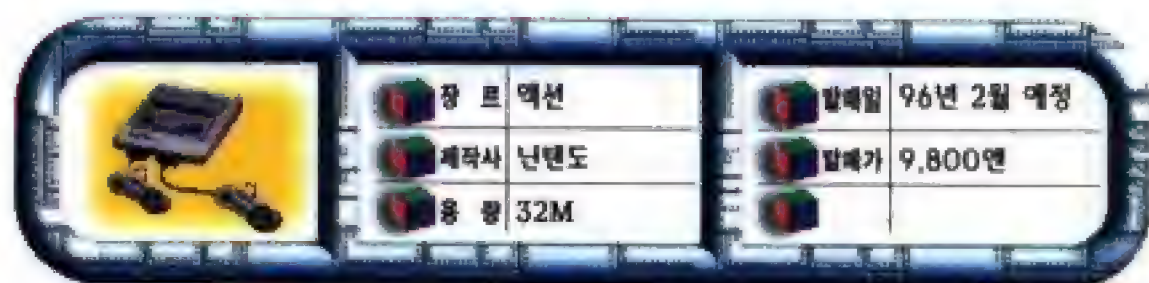 장 르 액션
제작사 닌텐도
용 량 32M
발매일 96년 2월 예정
발매가 9,800엔